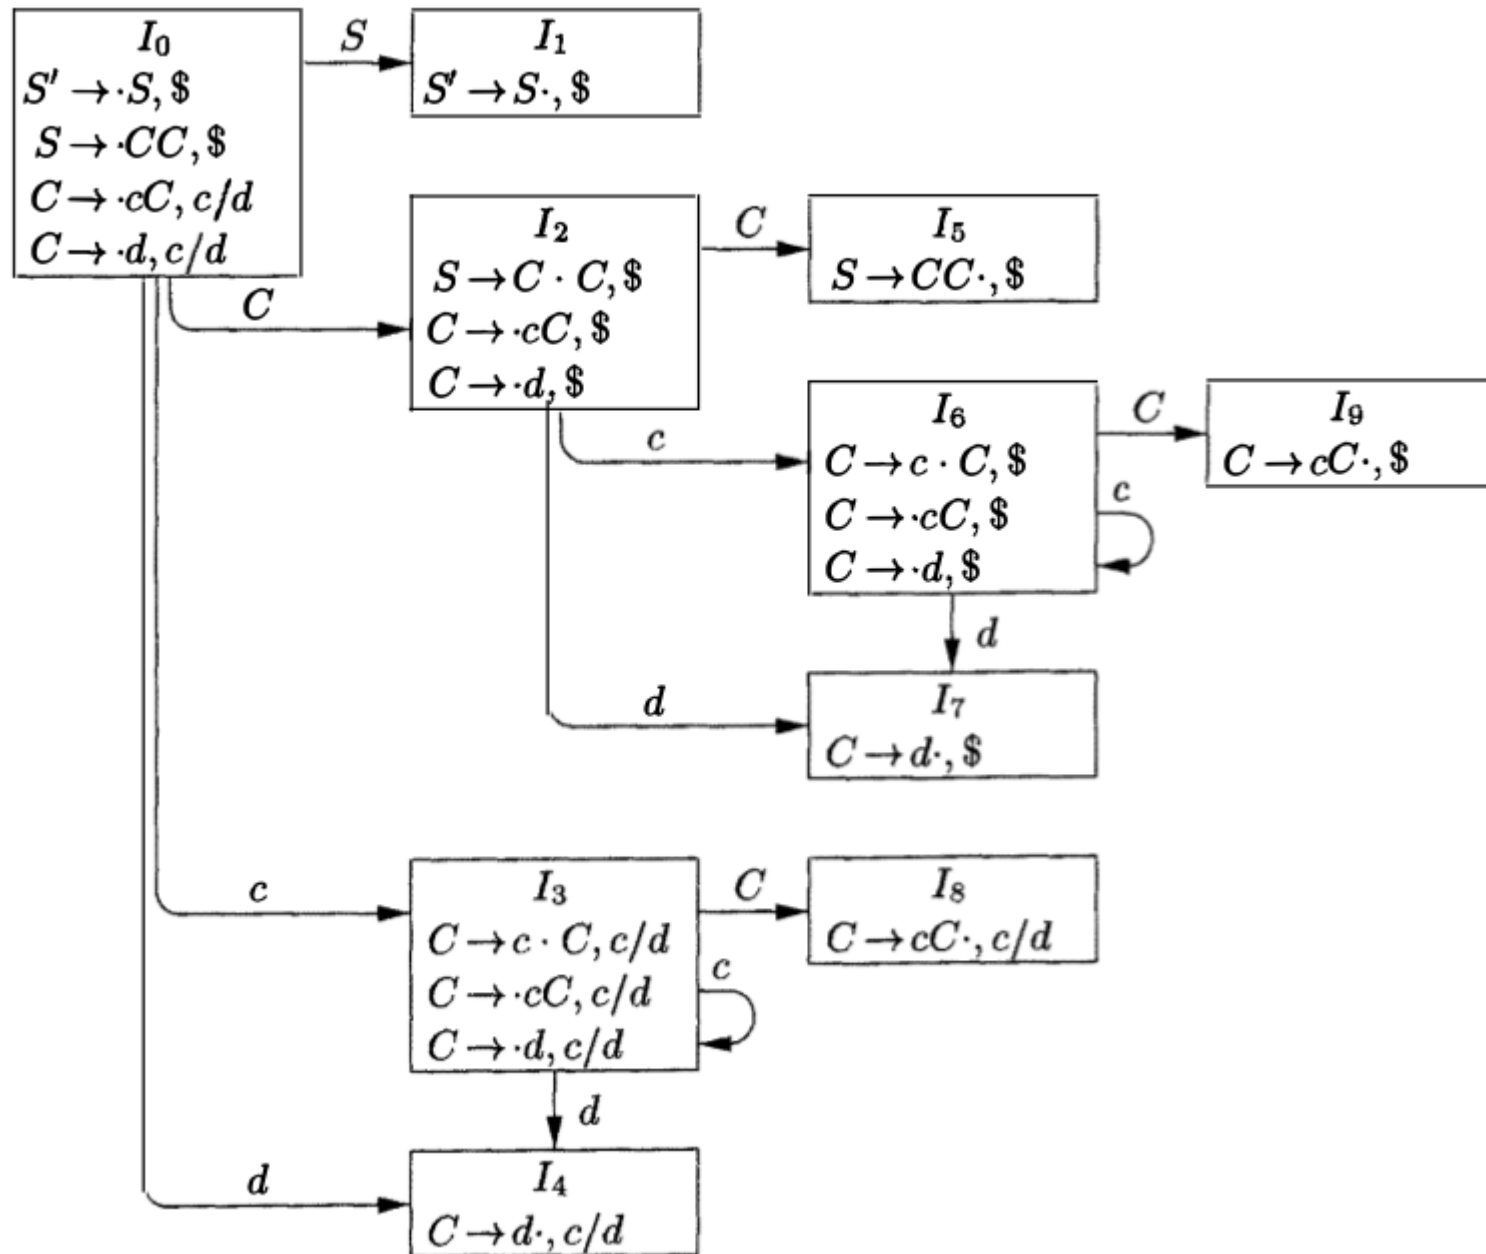 I₀
S′ → ·S, $
S → ·CC, $
C → ·cC, c/d
C → ·d, c/d
S
I₁
S′ → S·, $
C
I₂
S → C · C, $
C → ·cC, $
C → ·d, $
C
I₅
S → CC·, $
c
I₆
C → c · C, $
C → ·cC, $
C → ·d, $
C
I₉
C → cC·, $
c
d
d
I₇
C → d·, $
c
I₃
C → c · C, c/d
C → ·cC, c/d
C → ·d, c/d
C
I₈
C → cC·, c/d
c
d
d
I₄
C → d·, c/d